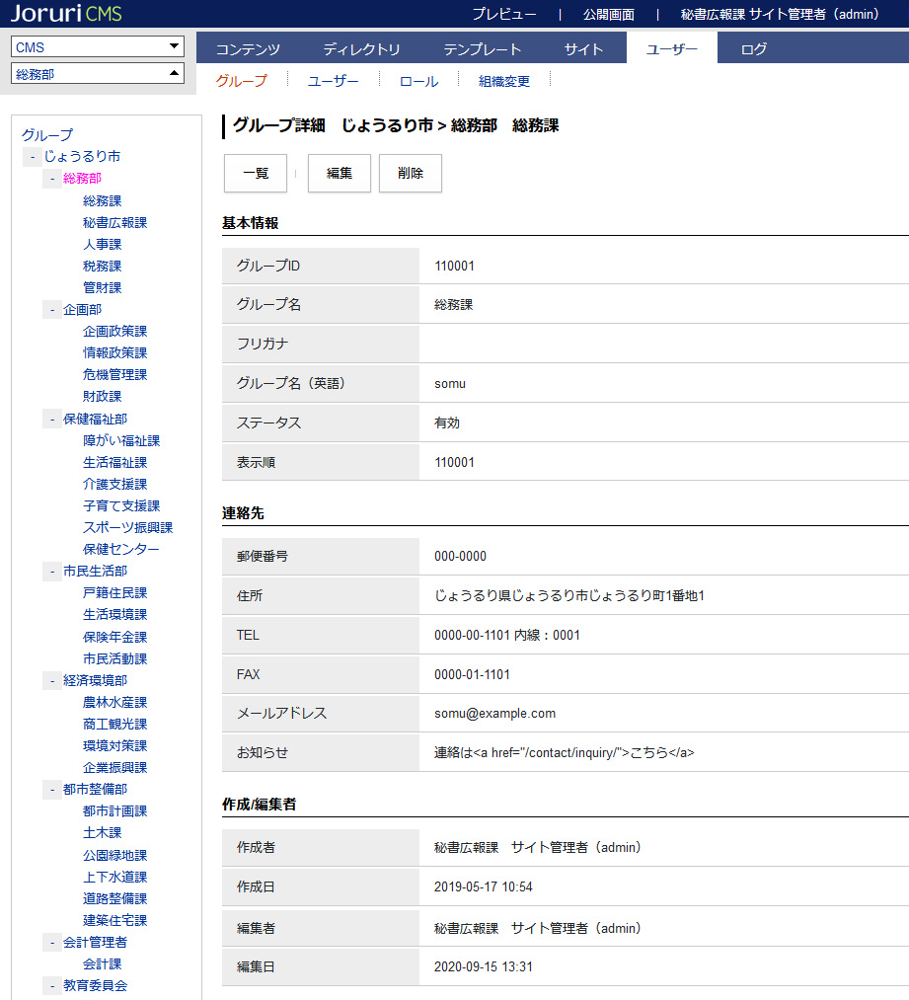 Joruri CMS
プレビュー | 公開画面 | 秘書広報課 サイト管理者（admin）
CMS
総務部
コンテンツ ディレクトリ テンプレート サイト ユーザー ログ
グループ ユーザー ロール 組織変更
グループ
- じょうるり市
- 総務部
総務課
秘書広報課
人事課
税務課
管財課
- 企画部
企画政策課
情報政策課
危機管理課
財政課
- 保健福祉部
障がい福祉課
生活福祉課
介護支援課
子育て支援課
スポーツ振興課
保健センター
- 市民生活部
戸籍住民課
生活環境課
保険年金課
市民活動課
- 経済環境部
農林水産課
商工観光課
環境対策課
企業振興課
- 都市整備部
都市計画課
土木課
公園緑地課
上下水道課
道路整備課
建築住宅課
- 会計管理者
会計課
- 教育委員会
グループ詳細　じょうるり市 > 総務部　総務課
一覧 編集 削除
基本情報
グループID 110001
グループ名 総務課
フリガナ
グループ名（英語） somu
ステータス 有効
表示順 110001
連絡先
郵便番号 000-0000
住所 じょうるり県じょうるり市じょうるり町1番地1
TEL 0000-00-1101 内線：0001
FAX 0000-01-1101
メールアドレス somu@example.com
お知らせ 連絡は<a href="/contact/inquiry/">こちら</a>
作成/編集者
作成者 秘書広報課　サイト管理者（admin）
作成日 2019-05-17 10:54
編集者 秘書広報課　サイト管理者（admin）
編集日 2020-09-15 13:31